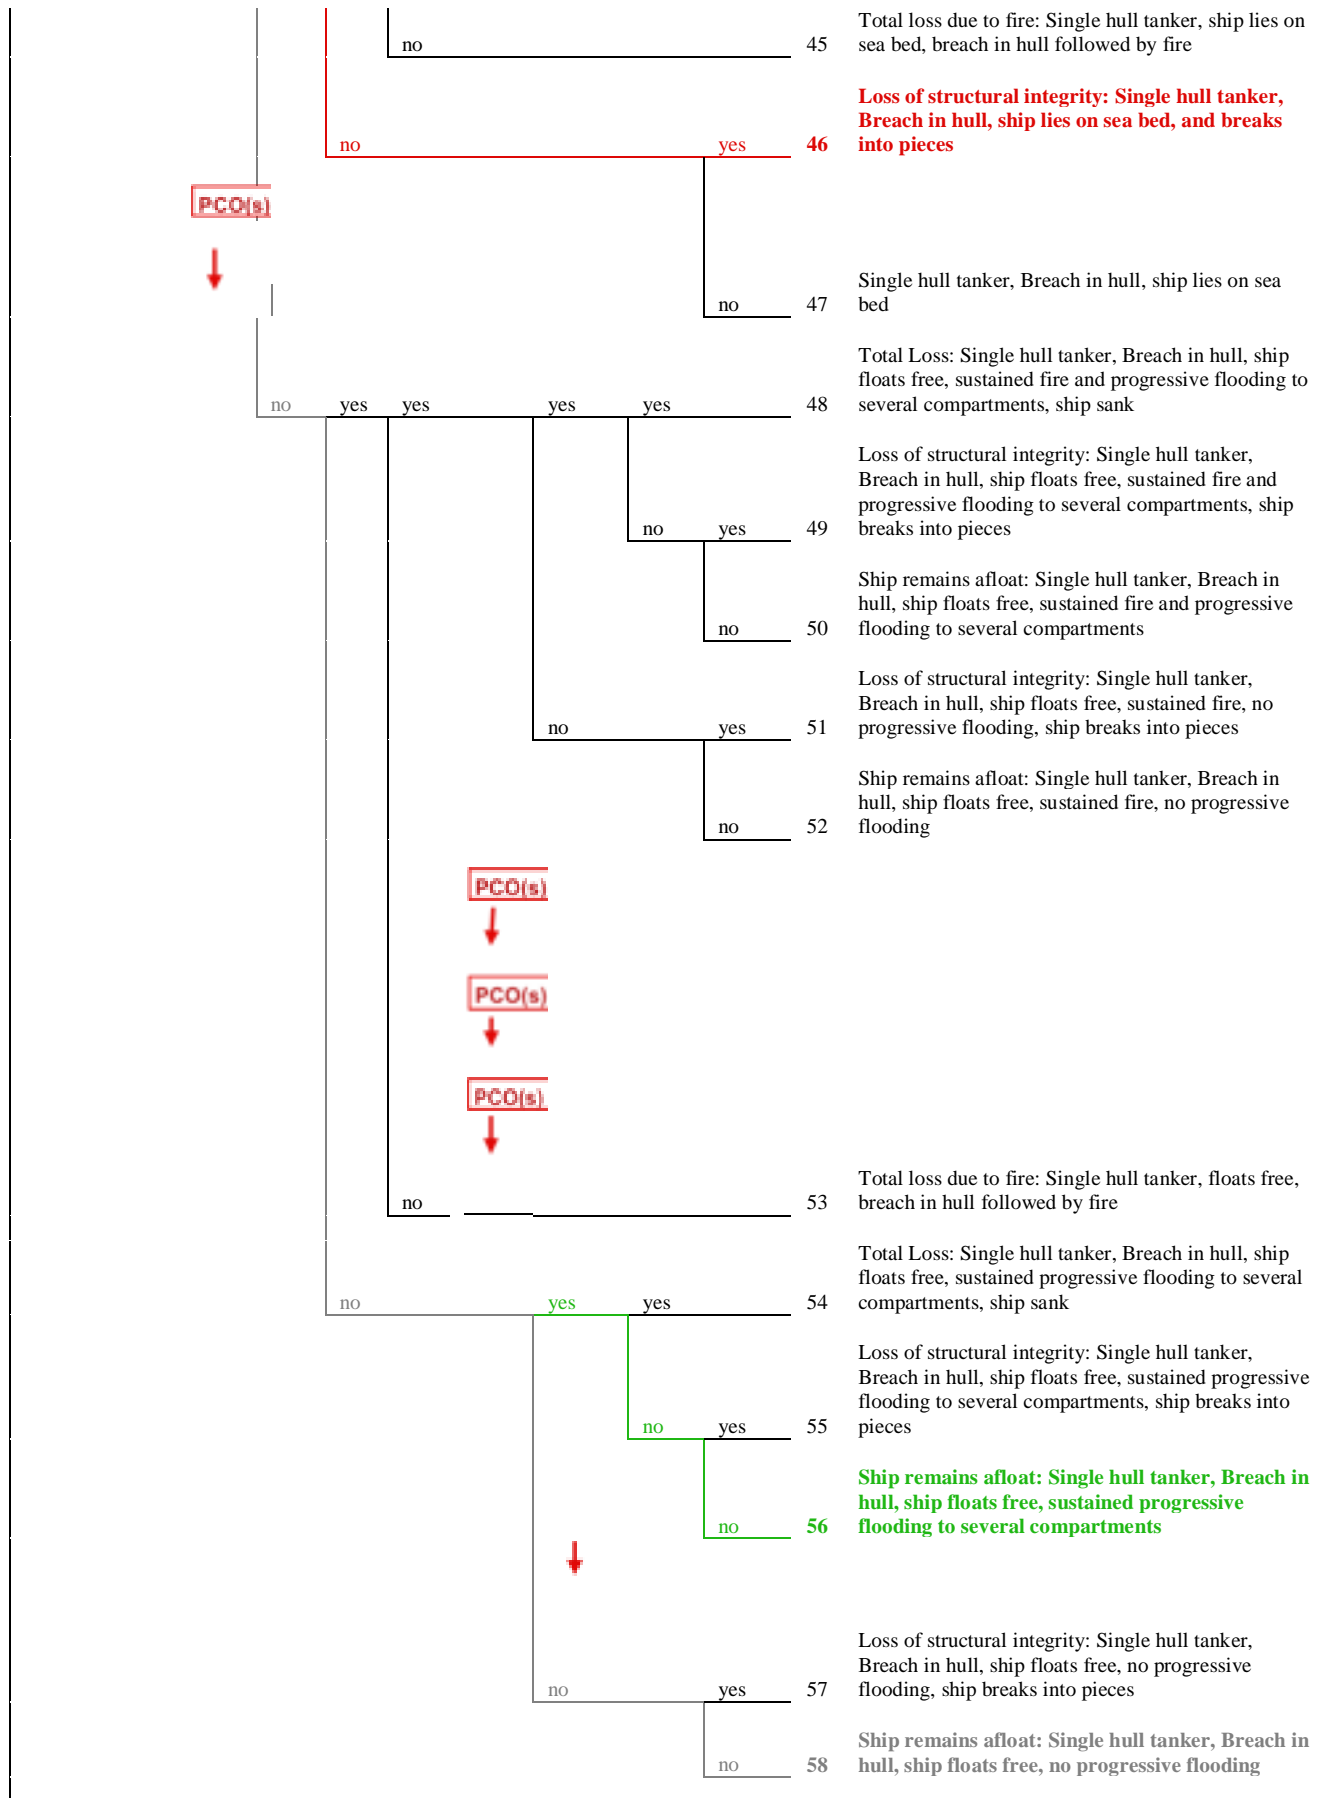 Total loss due to fire: Single hull tanker, ship lies on
no 45 sea bed, breach in hull followed by fire
Loss of structural integrity: Single hull tanker,
Breach in hull, ship lies on sea bed, and breaks
no yes 46 into pieces
PCO(s)
Single hull tanker, Breach in hull, ship lies on sea
no 47 bed
Total Loss: Single hull tanker, Breach in hull, ship
floats free, sustained fire and progressive flooding to
no yes yes yes yes 48 several compartments, ship sank
Loss of structural integrity: Single hull tanker,
Breach in hull, ship floats free, sustained fire and
progressive flooding to several compartments, ship
no yes 49 breaks into pieces
Ship remains afloat: Single hull tanker, Breach in
hull, ship floats free, sustained fire and progressive
no 50 flooding to several compartments
Loss of structural integrity: Single hull tanker,
Breach in hull, ship floats free, sustained fire, no
no yes 51 progressive flooding, ship breaks into pieces
Ship remains afloat: Single hull tanker, Breach in
hull, ship floats free, sustained fire, no progressive
no 52 flooding
PCO(s)
PCO(s)
PCO(s)
Total loss due to fire: Single hull tanker, floats free,
no 53 breach in hull followed by fire
Total Loss: Single hull tanker, Breach in hull, ship
floats free, sustained progressive flooding to several
no yes yes 54 compartments, ship sank
Loss of structural integrity: Single hull tanker,
Breach in hull, ship floats free, sustained progressive
flooding to several compartments, ship breaks into
no yes 55 pieces
Ship remains afloat: Single hull tanker, Breach in
hull, ship floats free, sustained progressive
no 56 flooding to several compartments
Loss of structural integrity: Single hull tanker,
Breach in hull, ship floats free, no progressive
no yes 57 flooding, ship breaks into pieces
Ship remains afloat: Single hull tanker, Breach in
no 58 hull, ship floats free, no progressive flooding